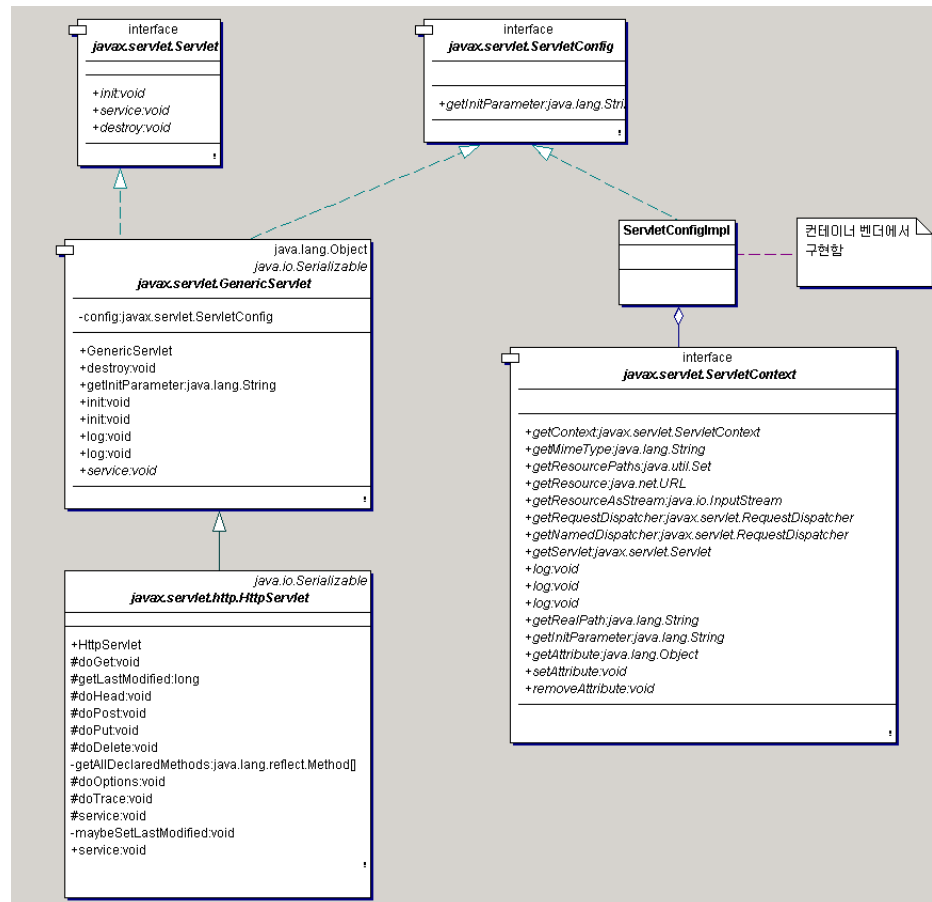 interface
javax.servlet.Servlet
+init:void
+service:void
+destroy:void
!
interface
javax.servlet.ServletConfig
+getInitParameter:java.lang.Stri
!
ServletConfigImpl
컨테이너 벤더에서
구현함
java.lang.Object
java.io.Serializable
javax.servlet.GenericServlet
-config:javax.servlet.ServletConfig
+GenericServlet
+destroy:void
+getInitParameter:java.lang.String
+init:void
+init:void
+log:void
+log:void
+service:void
!
interface
javax.servlet.ServletContext
+getContext:javax.servlet.ServletContext
+getMimeType:java.lang.String
+getResourcePaths:java.util.Set
+getResource:java.net.URL
+getResourceAsStream:java.io.InputStream
+getRequestDispatcher:javax.servlet.RequestDispatcher
+getNamedDispatcher:javax.servlet.RequestDispatcher
+getServlet:javax.servlet.Servlet
+log:void
+log:void
+log:void
+getRealPath:java.lang.String
+getInitParameter:java.lang.String
+getAttribute:java.lang.Object
+setAttribute:void
+removeAttribute:void
!
java.io.Serializable
javax.servlet.http.HttpServlet
+HttpServlet
#doGet:void
#getLastModified:long
#doHead:void
#doPost:void
#doPut:void
#doDelete:void
-getAllDeclaredMethods:java.lang.reflect.Method[]
#doOptions:void
#doTrace:void
#service:void
-maybeSetLastModified:void
+service:void
!